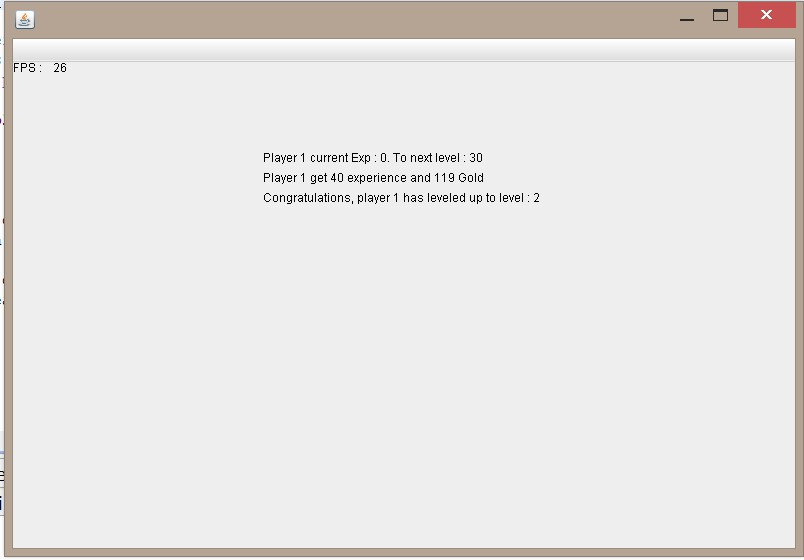 FPS : 26
Player 1 current Exp : 0. To next level : 30
Player 1 get 40 experience and 119 Gold
Congratulations, player 1 has leveled up to level : 2